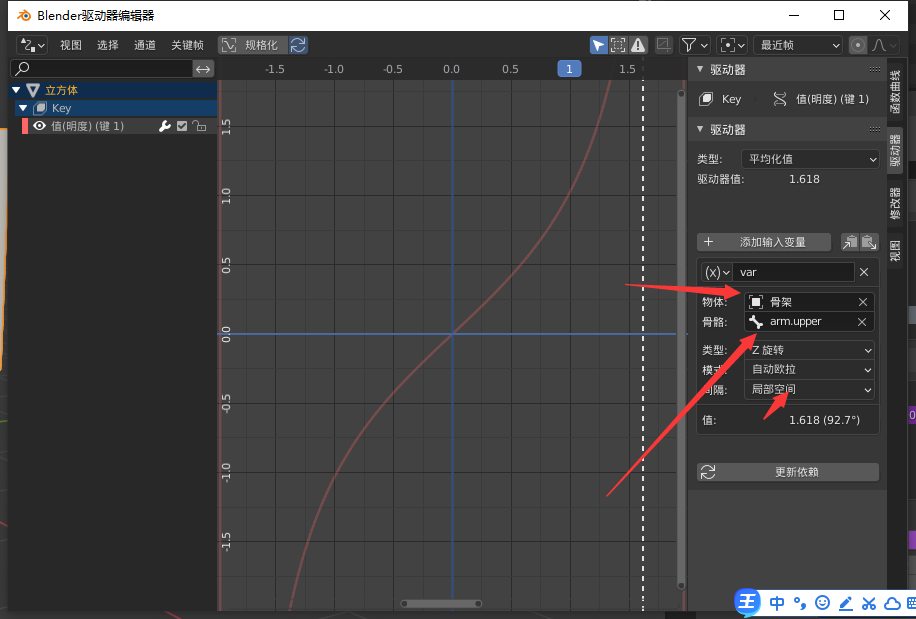 Blender驱动器编辑器
视图 选择 通道 关键帧 规格化 最近帧
立方体
Key
值(明度) (键 1)
-1.5 -1.0 -0.5 0.0 0.5 1 1.5
1.5
1.0
0.5
0.0
-0.5
-1.0
-1.5
驱动器
Key 值(明度) (键 1)
驱动器
类型: 平均化值
驱动器值: 1.618
添加输入变量
(x) var
物体: 骨架
骨骼: arm.upper
类型: Z 旋转
模式 自动欧拉
间隔: 局部空间
值: 1.618 (92.7°)
更新依赖
函数曲线
驱动器
修改器
视图
王 中